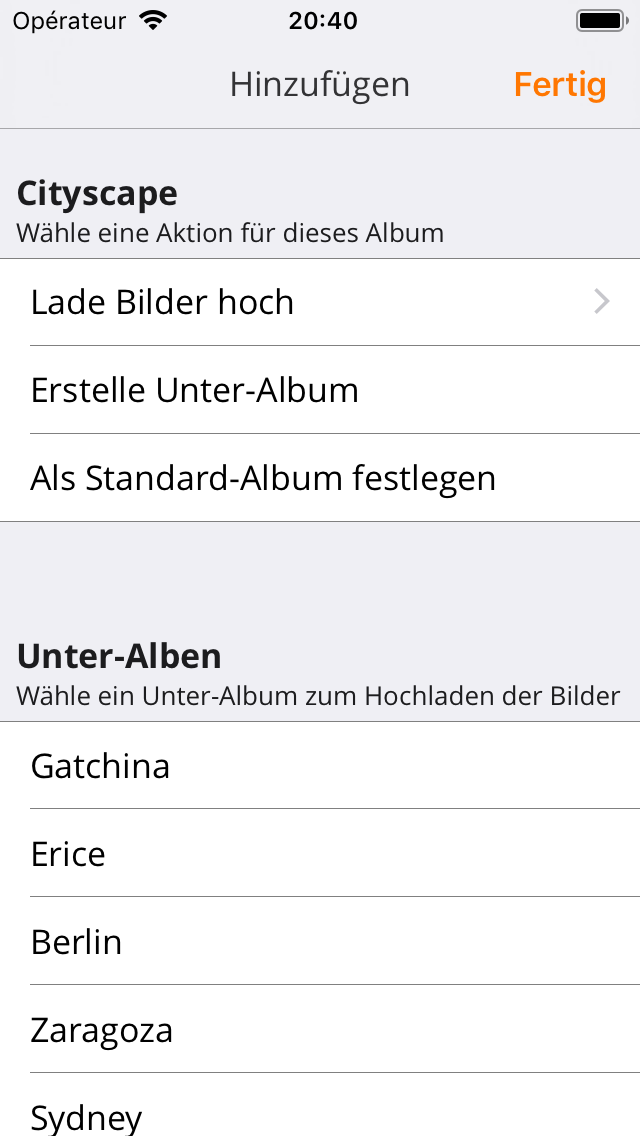 Opérateur 20:40
Hinzufügen Fertig
Cityscape
Wähle eine Aktion für dieses Album
Lade Bilder hoch
Erstelle Unter-Album
Als Standard-Album festlegen
Unter-Alben
Wähle ein Unter-Album zum Hochladen der Bilder
Gatchina
Erice
Berlin
Zaragoza
Sydney